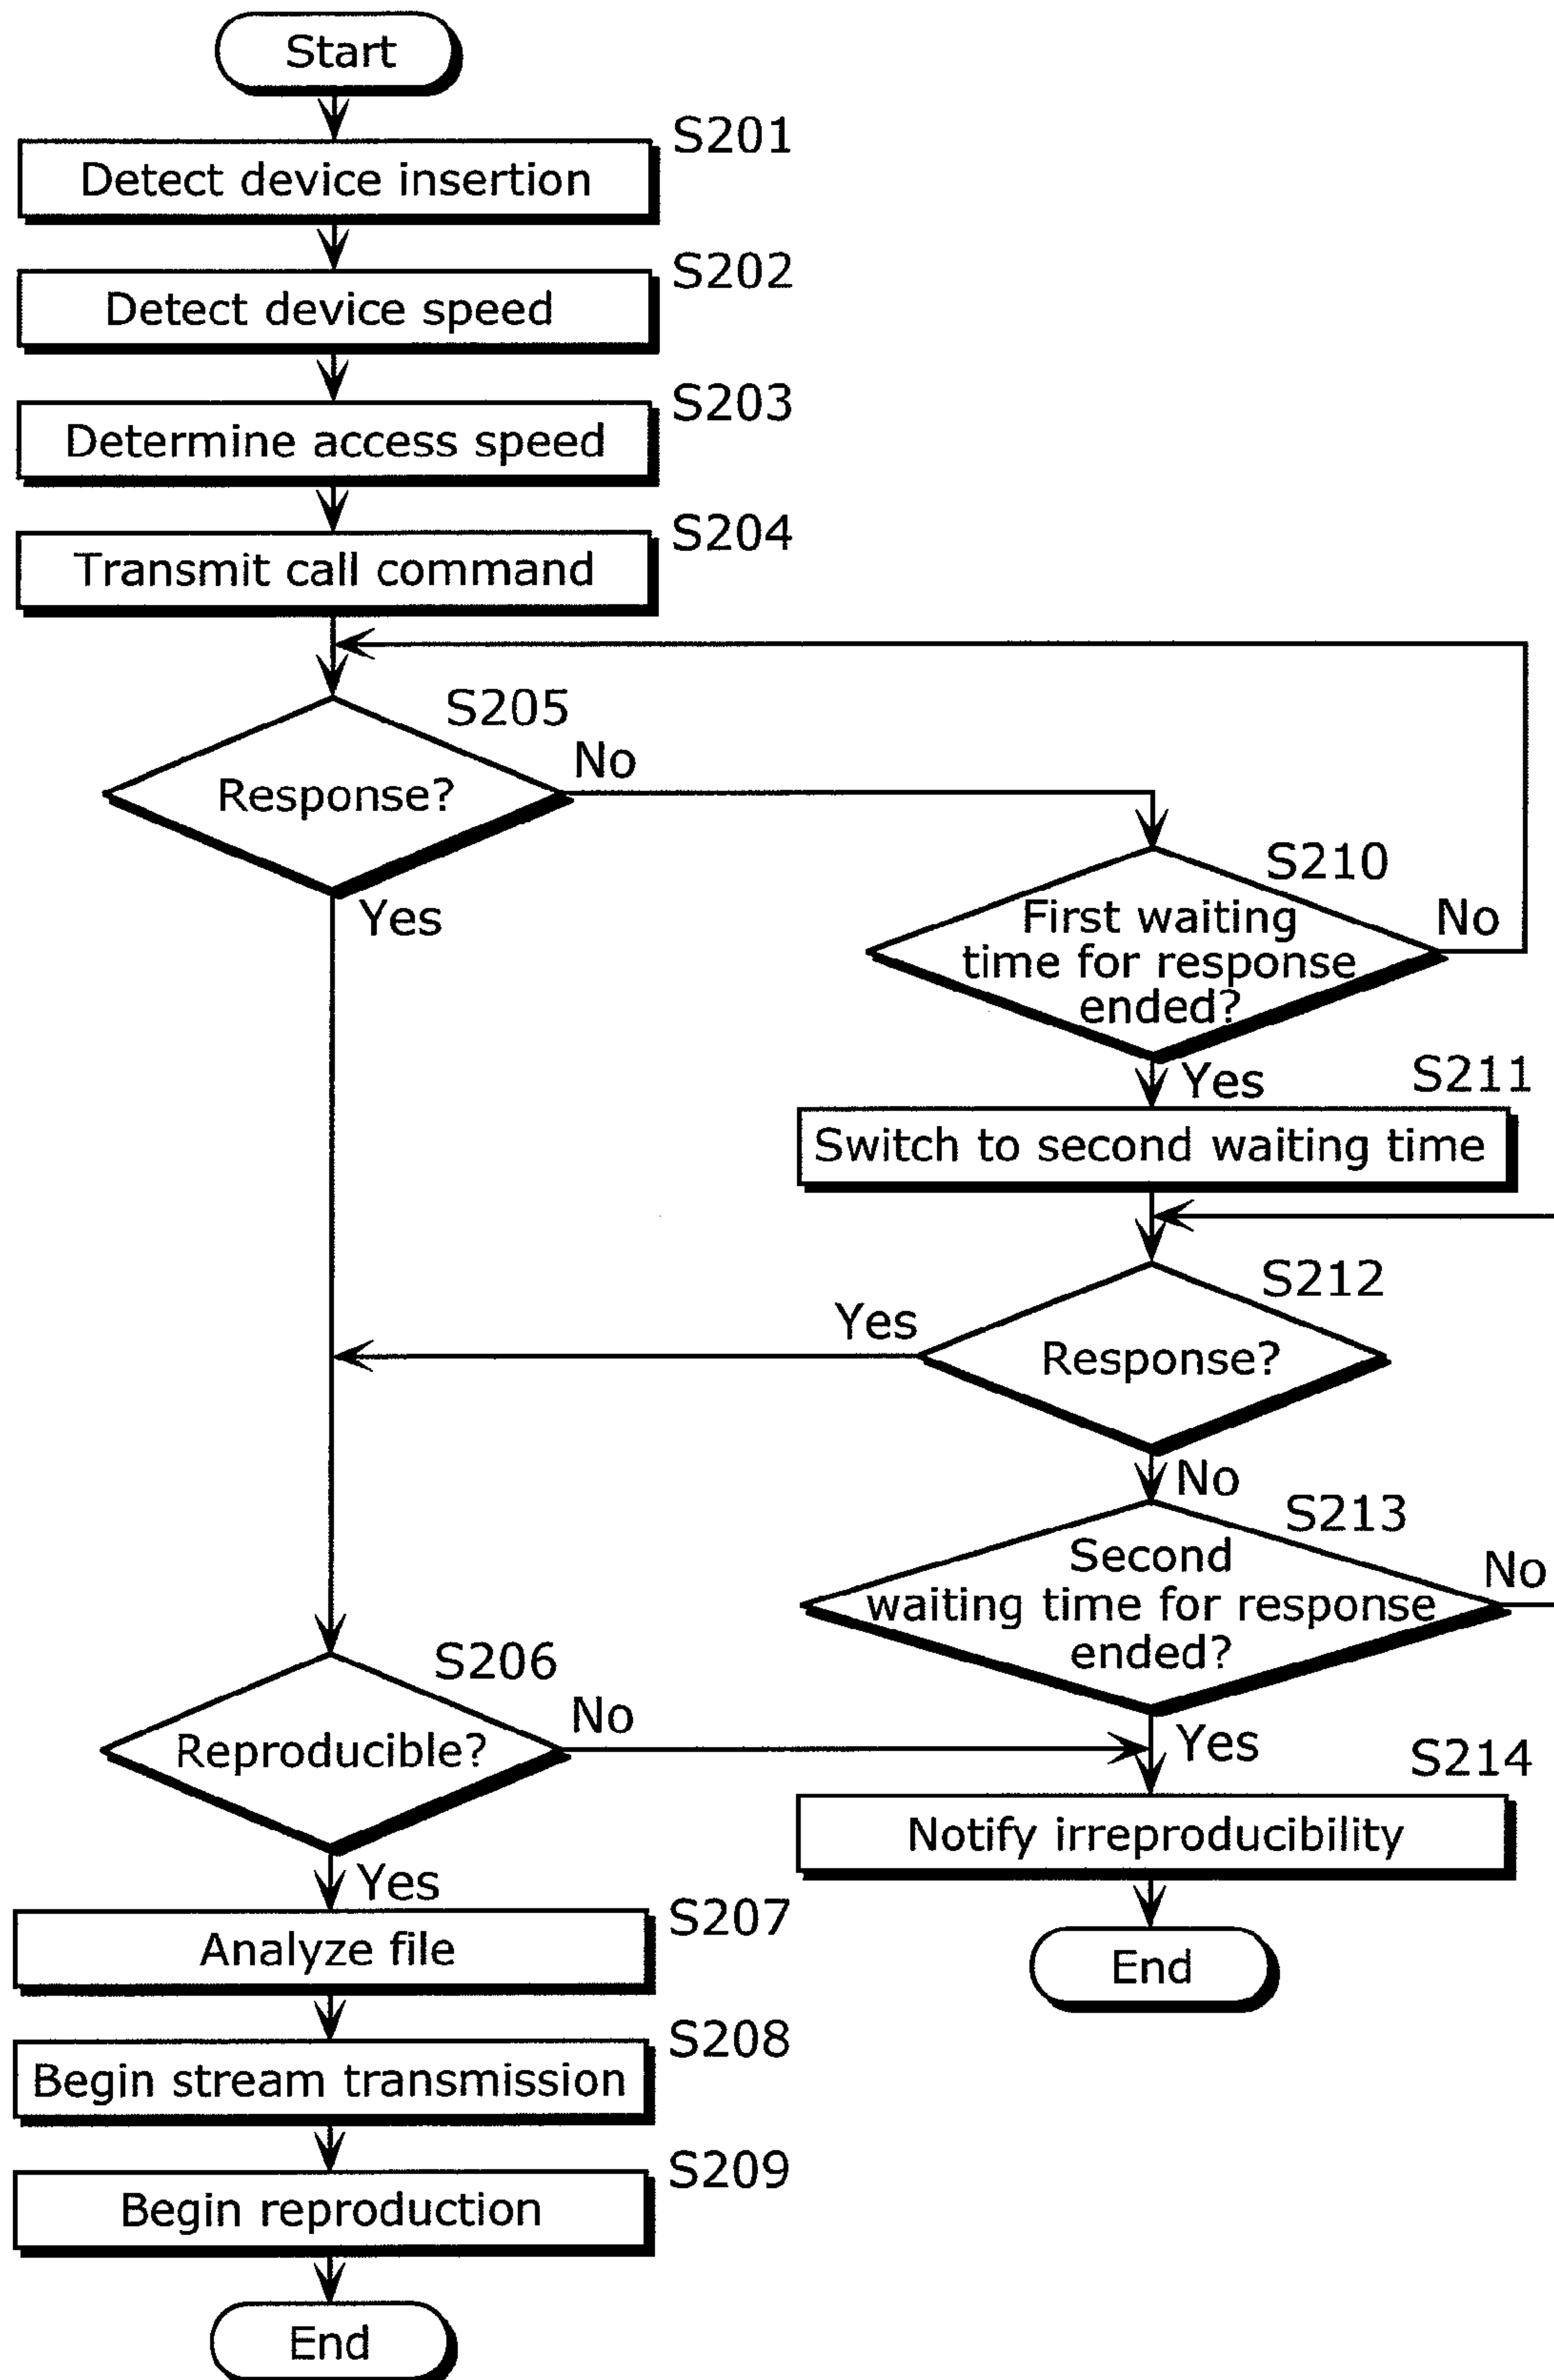 Start
S201
Detect device insertion
S202
Detect device speed
S203
Determine access speed
S204
Transmit call command
S205
Response?
No
Yes
S210
First waiting
time for response
ended?
No
Yes
S211
Switch to second waiting time
S212
Response?
Yes
No
S213
Second
waiting time for response
ended?
No
Yes
S206
Reproducible?
No
Yes
S214
Notify irreproducibility
End
S207
Analyze file
S208
Begin stream transmission
S209
Begin reproduction
End